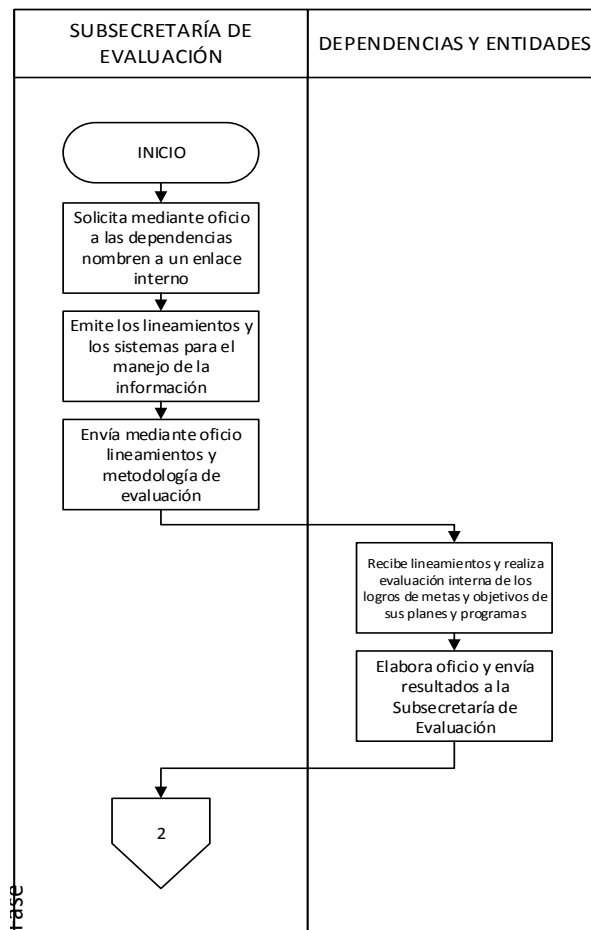 SUBSECRETARÍA DE
EVALUACIÓN
DEPENDENCIAS Y ENTIDADES
INICIO
Solicita mediante oficio
a las dependencias
nombren a un enlace
interno
Emite los lineamientos y
los sistemas para el
manejo de la
información
Envía mediante oficio
lineamientos y
metodología de
evaluación
Recibe lineamientos y realiza
evaluación interna de los
logros de metas y objetivos de
sus planes y programas
Elabora oficio y envía
resultados a la
Subsecretaría de
Evaluación
2